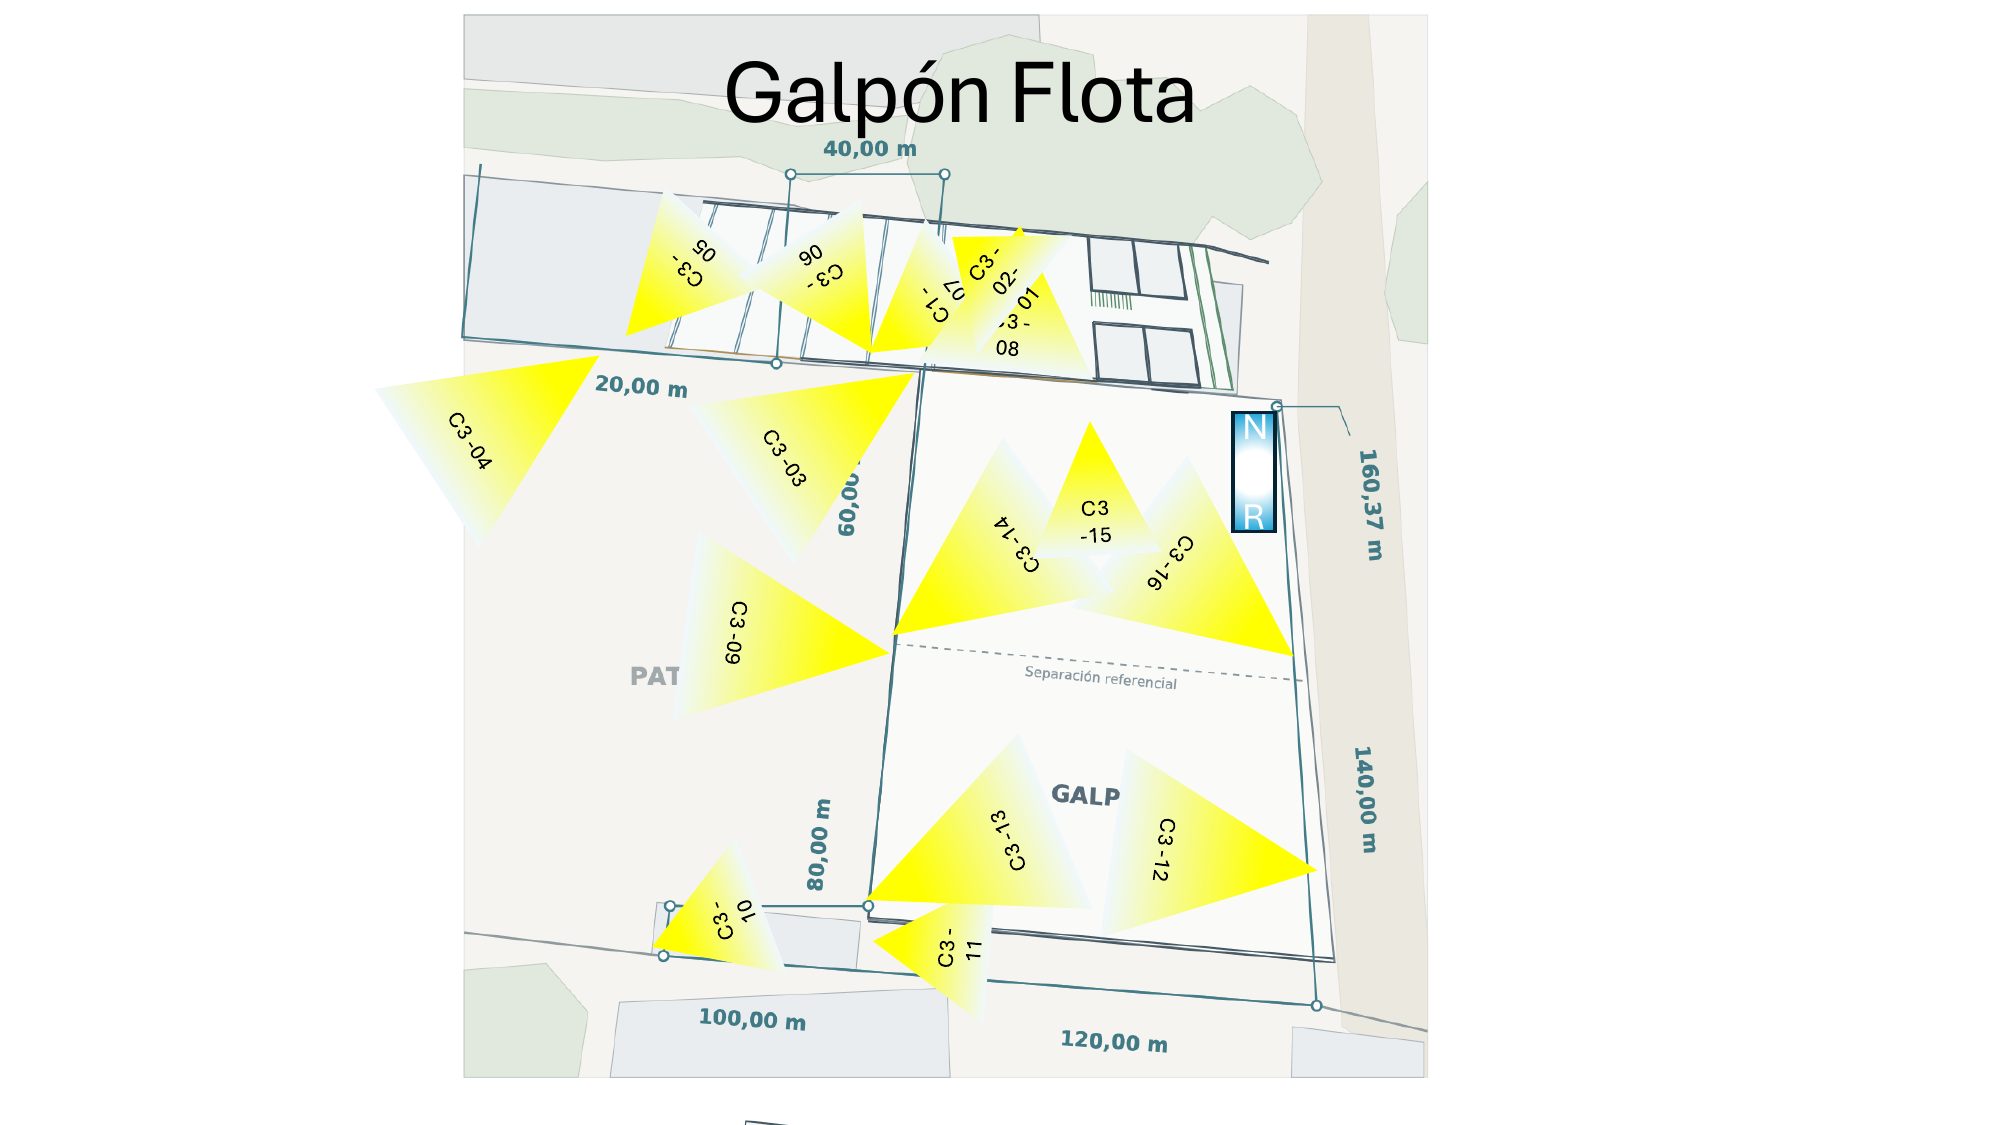 Galpón Flota
40,00 m
C3 -
05
C3 -
06
C1 -
07
C3 -
02-
01
3 -
08
20,00 m
C3 -04
C3 -03
60,00
N
R
160,37 m
C3 -14
C3
-15
C3 -16
C3 -09
PAT
Separación referencial
GALP
C3 -13
C3 -12
140,00 m
80,00 m
C3 -
10
C3 -
11
100,00 m
120,00 m